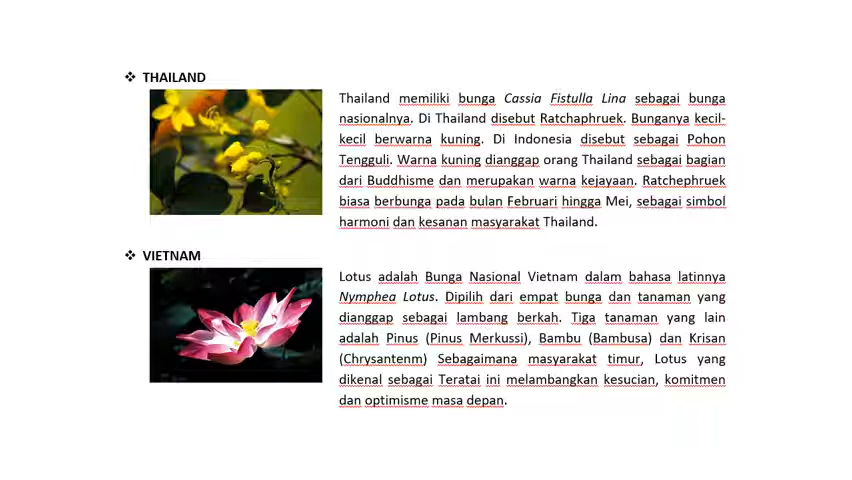 ❖ THAILAND
Thailand memiliki bunga Cassia Fistulla Lina sebagai bunga
nasionalnya. Di Thailand disebut Ratchaphruek. Bunganya kecil-
kecil berwarna kuning. Di Indonesia disebut sebagai Pohon
Tengguli. Warna kuning dianggap orang Thailand sebagai bagian
dari Buddhisme dan merupakan warna kejayaan. Ratchephruek
biasa berbunga pada bulan Februari hingga Mei, sebagai simbol
harmoni dan kesanan masyarakat Thailand.
❖ VIETNAM
Lotus adalah Bunga Nasional Vietnam dalam bahasa latinnya
Nymphea Lotus. Dipilih dari empat bunga dan tanaman yang
dianggap sebagai lambang berkah. Tiga tanaman yang lain
adalah Pinus (Pinus Merkussi), Bambu (Bambusa) dan Krisan
(Chrysantenm) Sebagaimana masyarakat timur, Lotus yang
dikenal sebagai Teratai ini melambangkan kesucian, komitmen
dan optimisme masa depan.